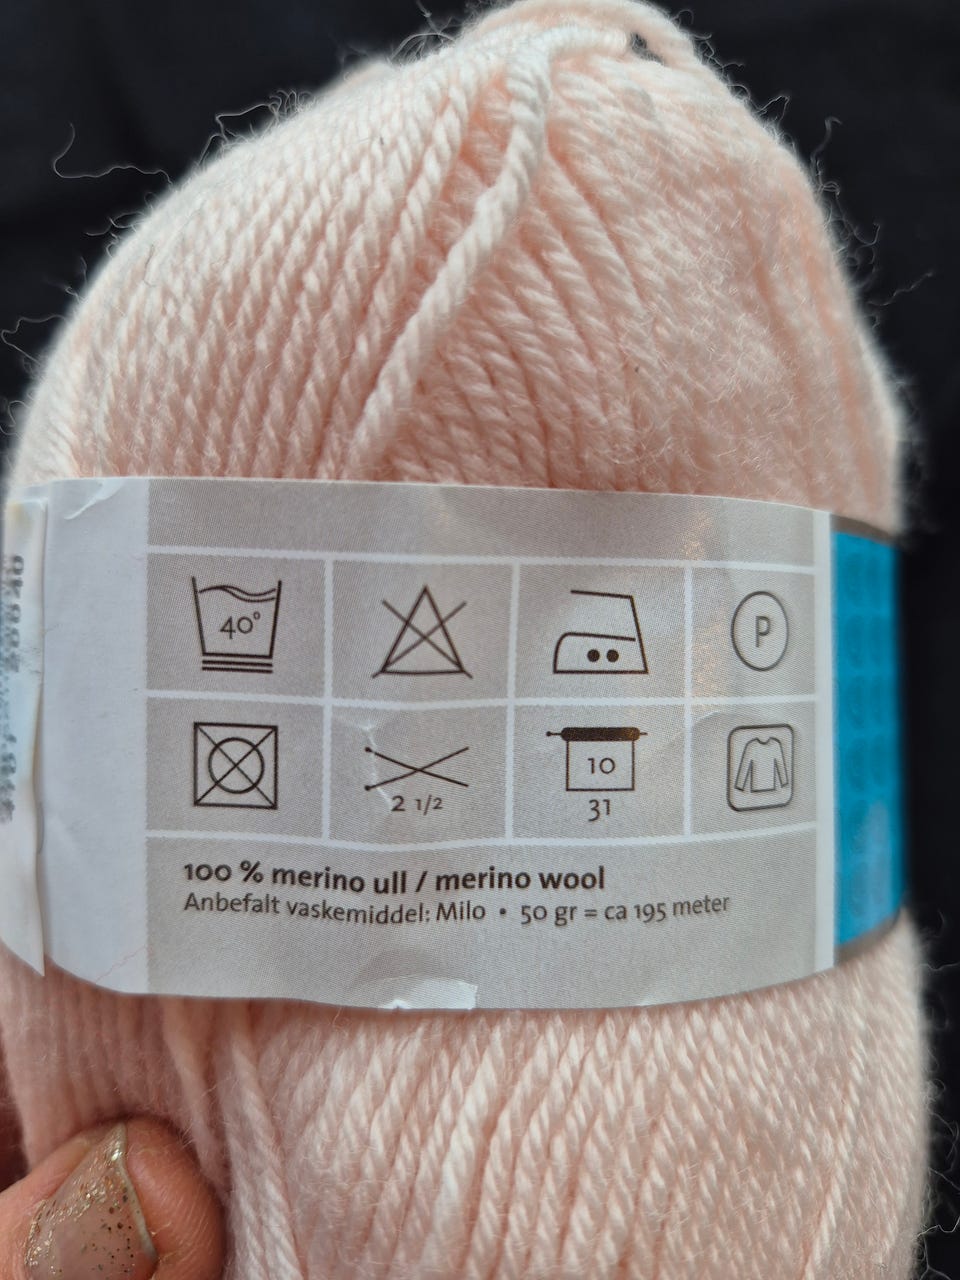 40°
P
2 1/2
10
31
100 % merino ull / merino wool
Anbefalt vaskemiddel: Milo • 50 gr = ca 195 meter